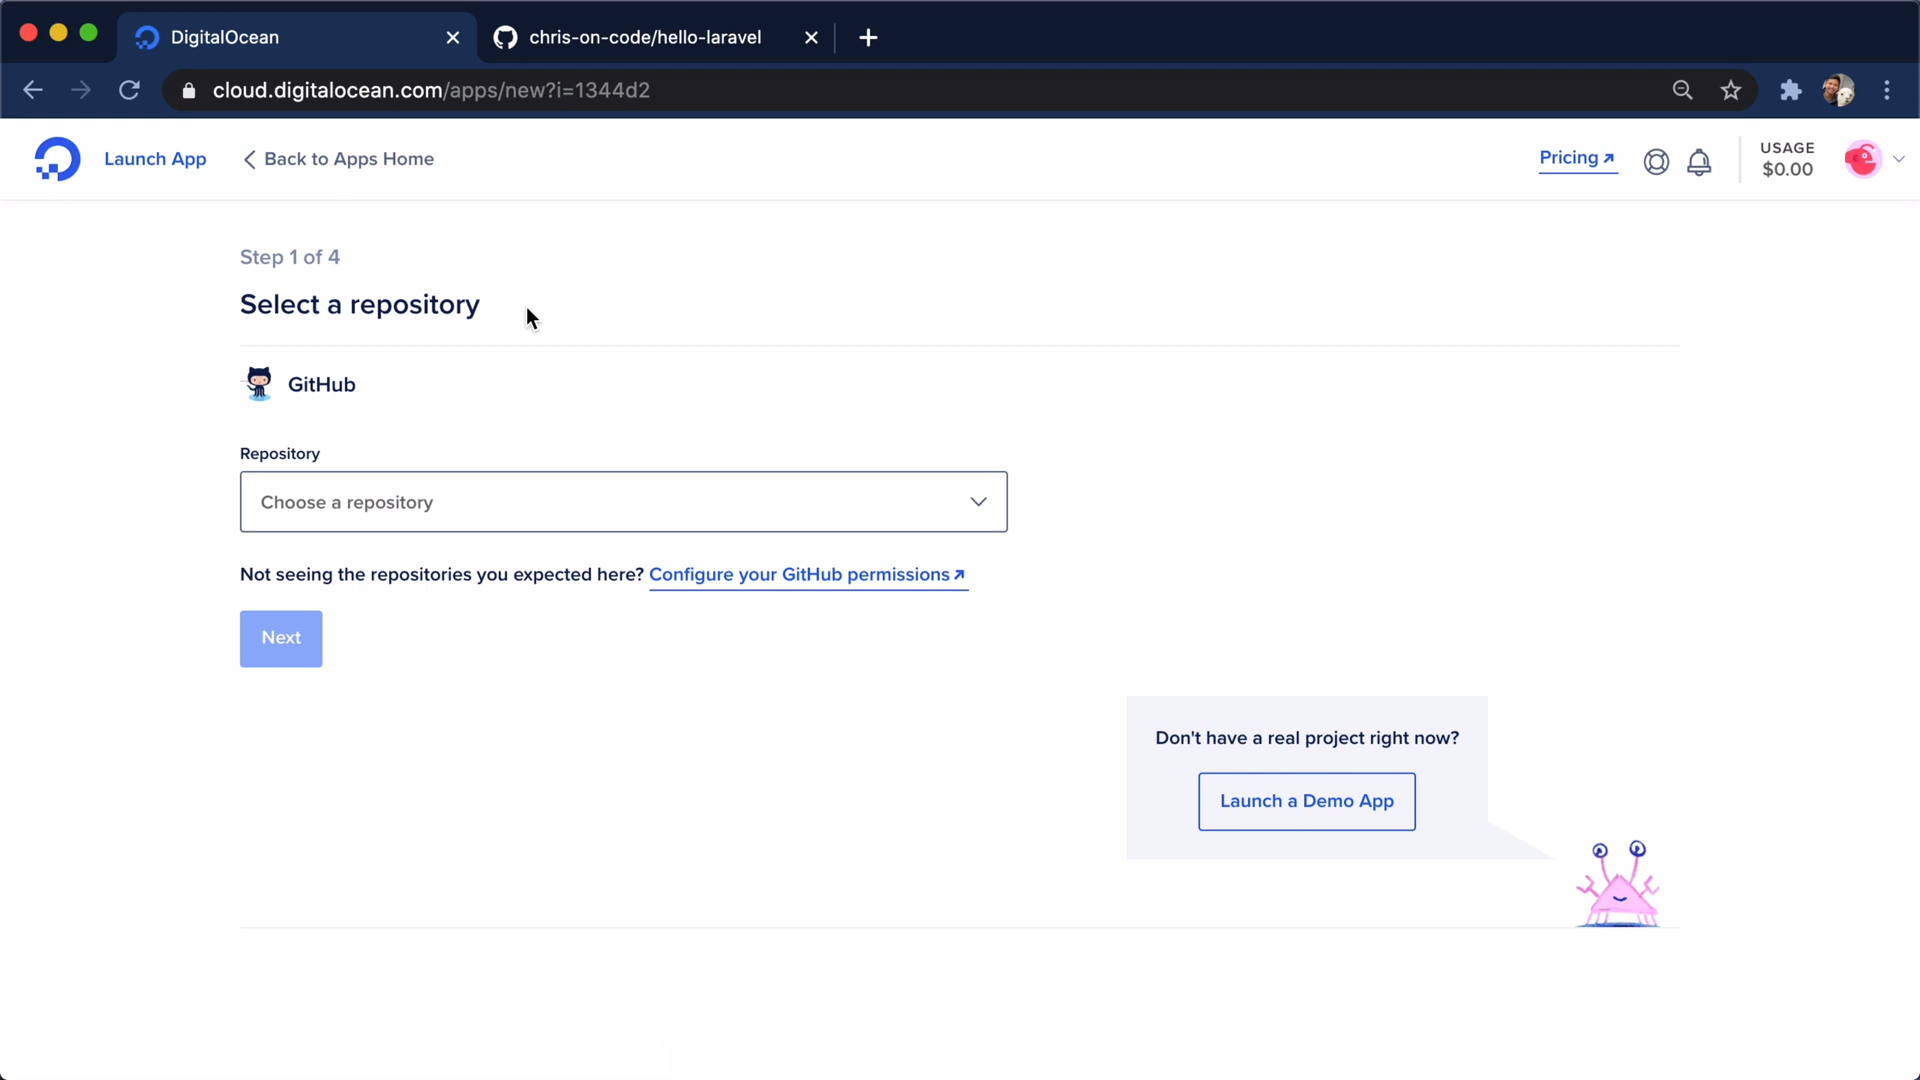 DigitalOcean
chris-on-code/hello-laravel
cloud.digitalocean.com/apps/new?i=1344d2
Launch App
Back to Apps Home
Pricing
USAGE
$0.00
Step 1 of 4
Select a repository
GitHub
Repository
Choose a repository
Not seeing the repositories you expected here? Configure your GitHub permissions
Next
Don't have a real project right now?
Launch a Demo App